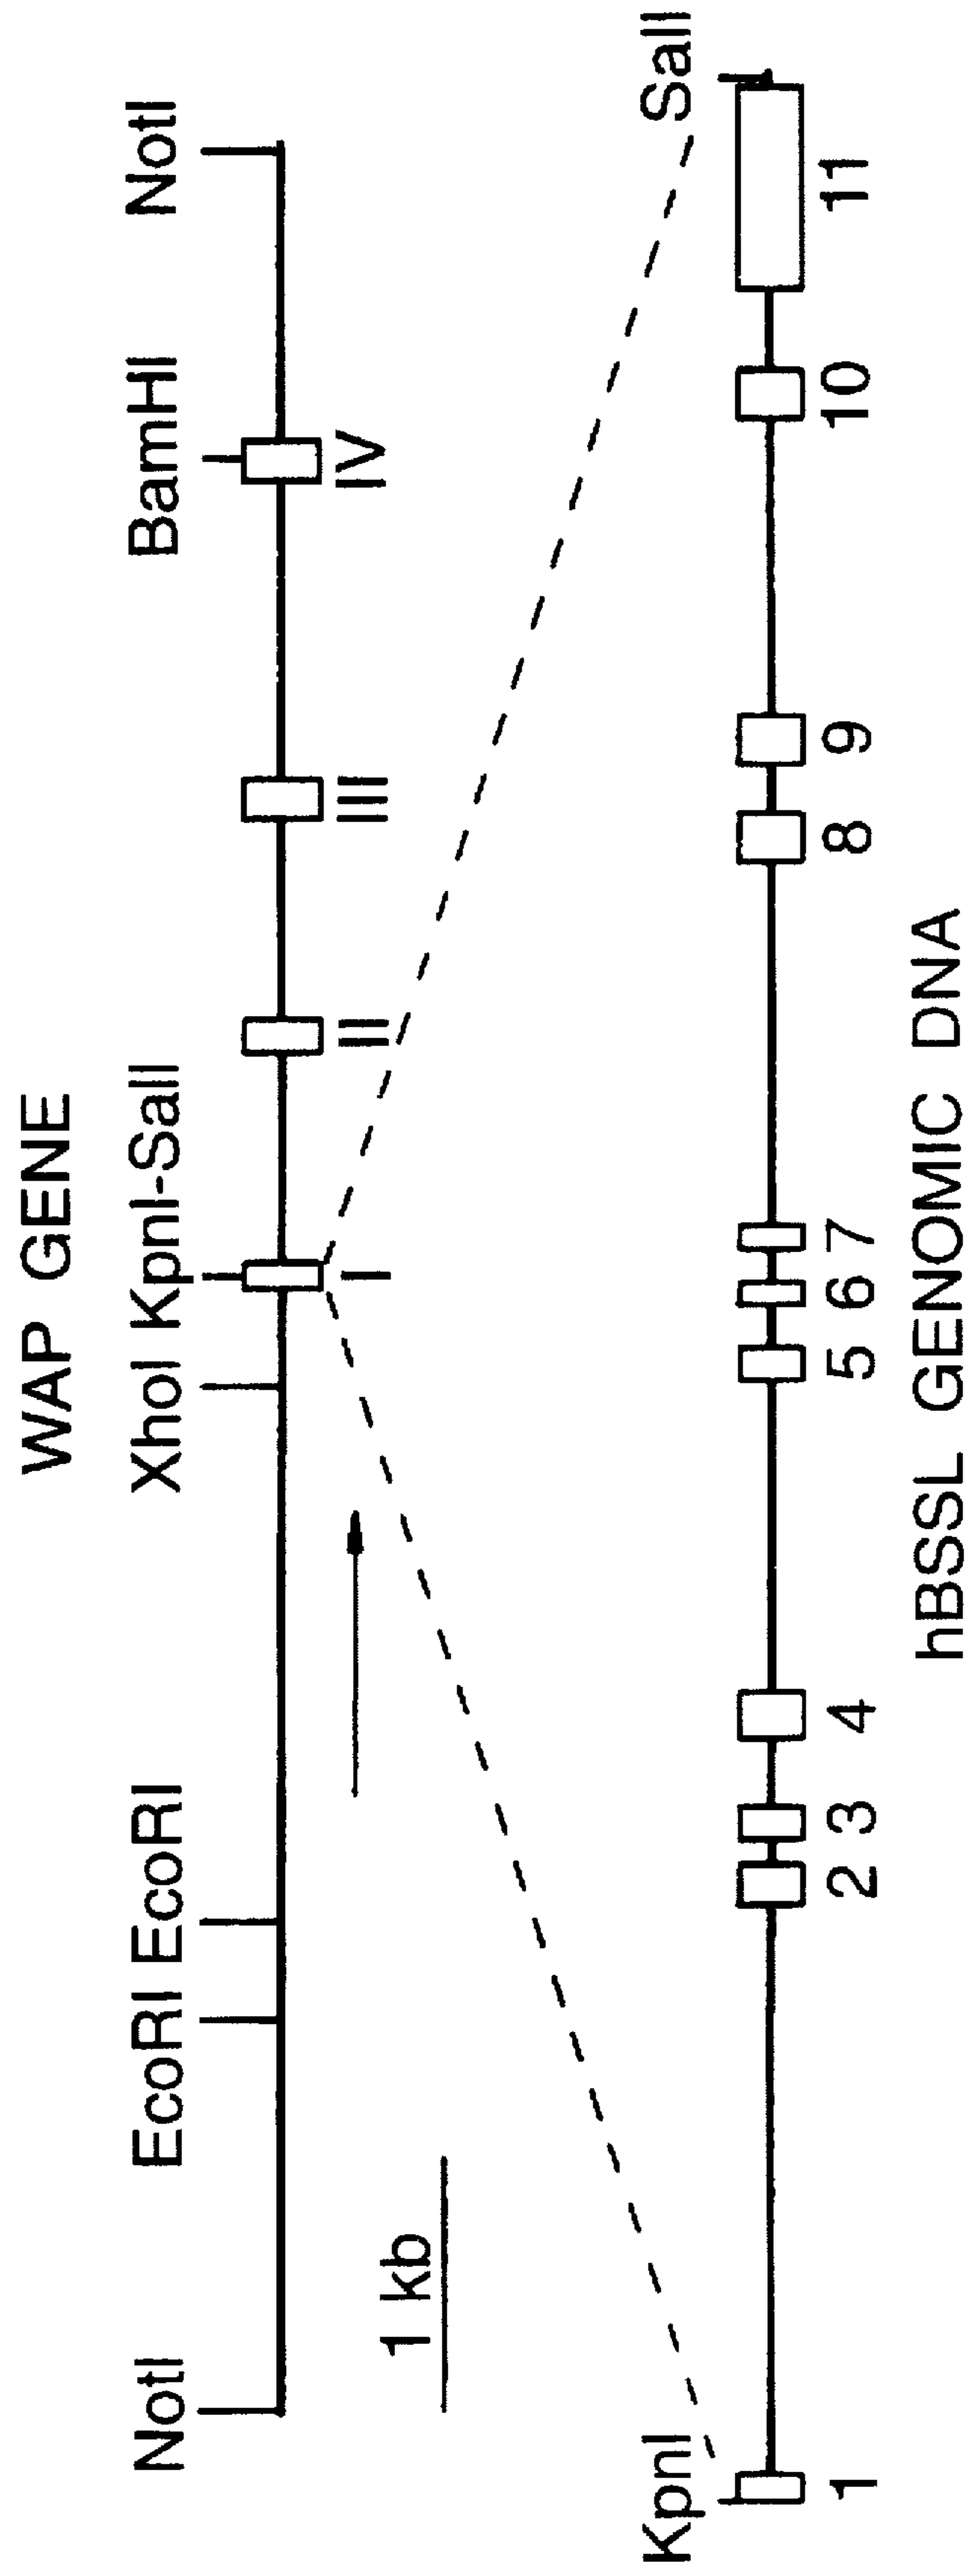 WAP GENE
NotI EcoRI EcoRI XhoI KpnI-SalI BamHI NotI
I II III IV
1 kb
KpnI SalI
1 2 3 4 5 6 7 8 9 10 11
hBSSL GENOMIC DNA